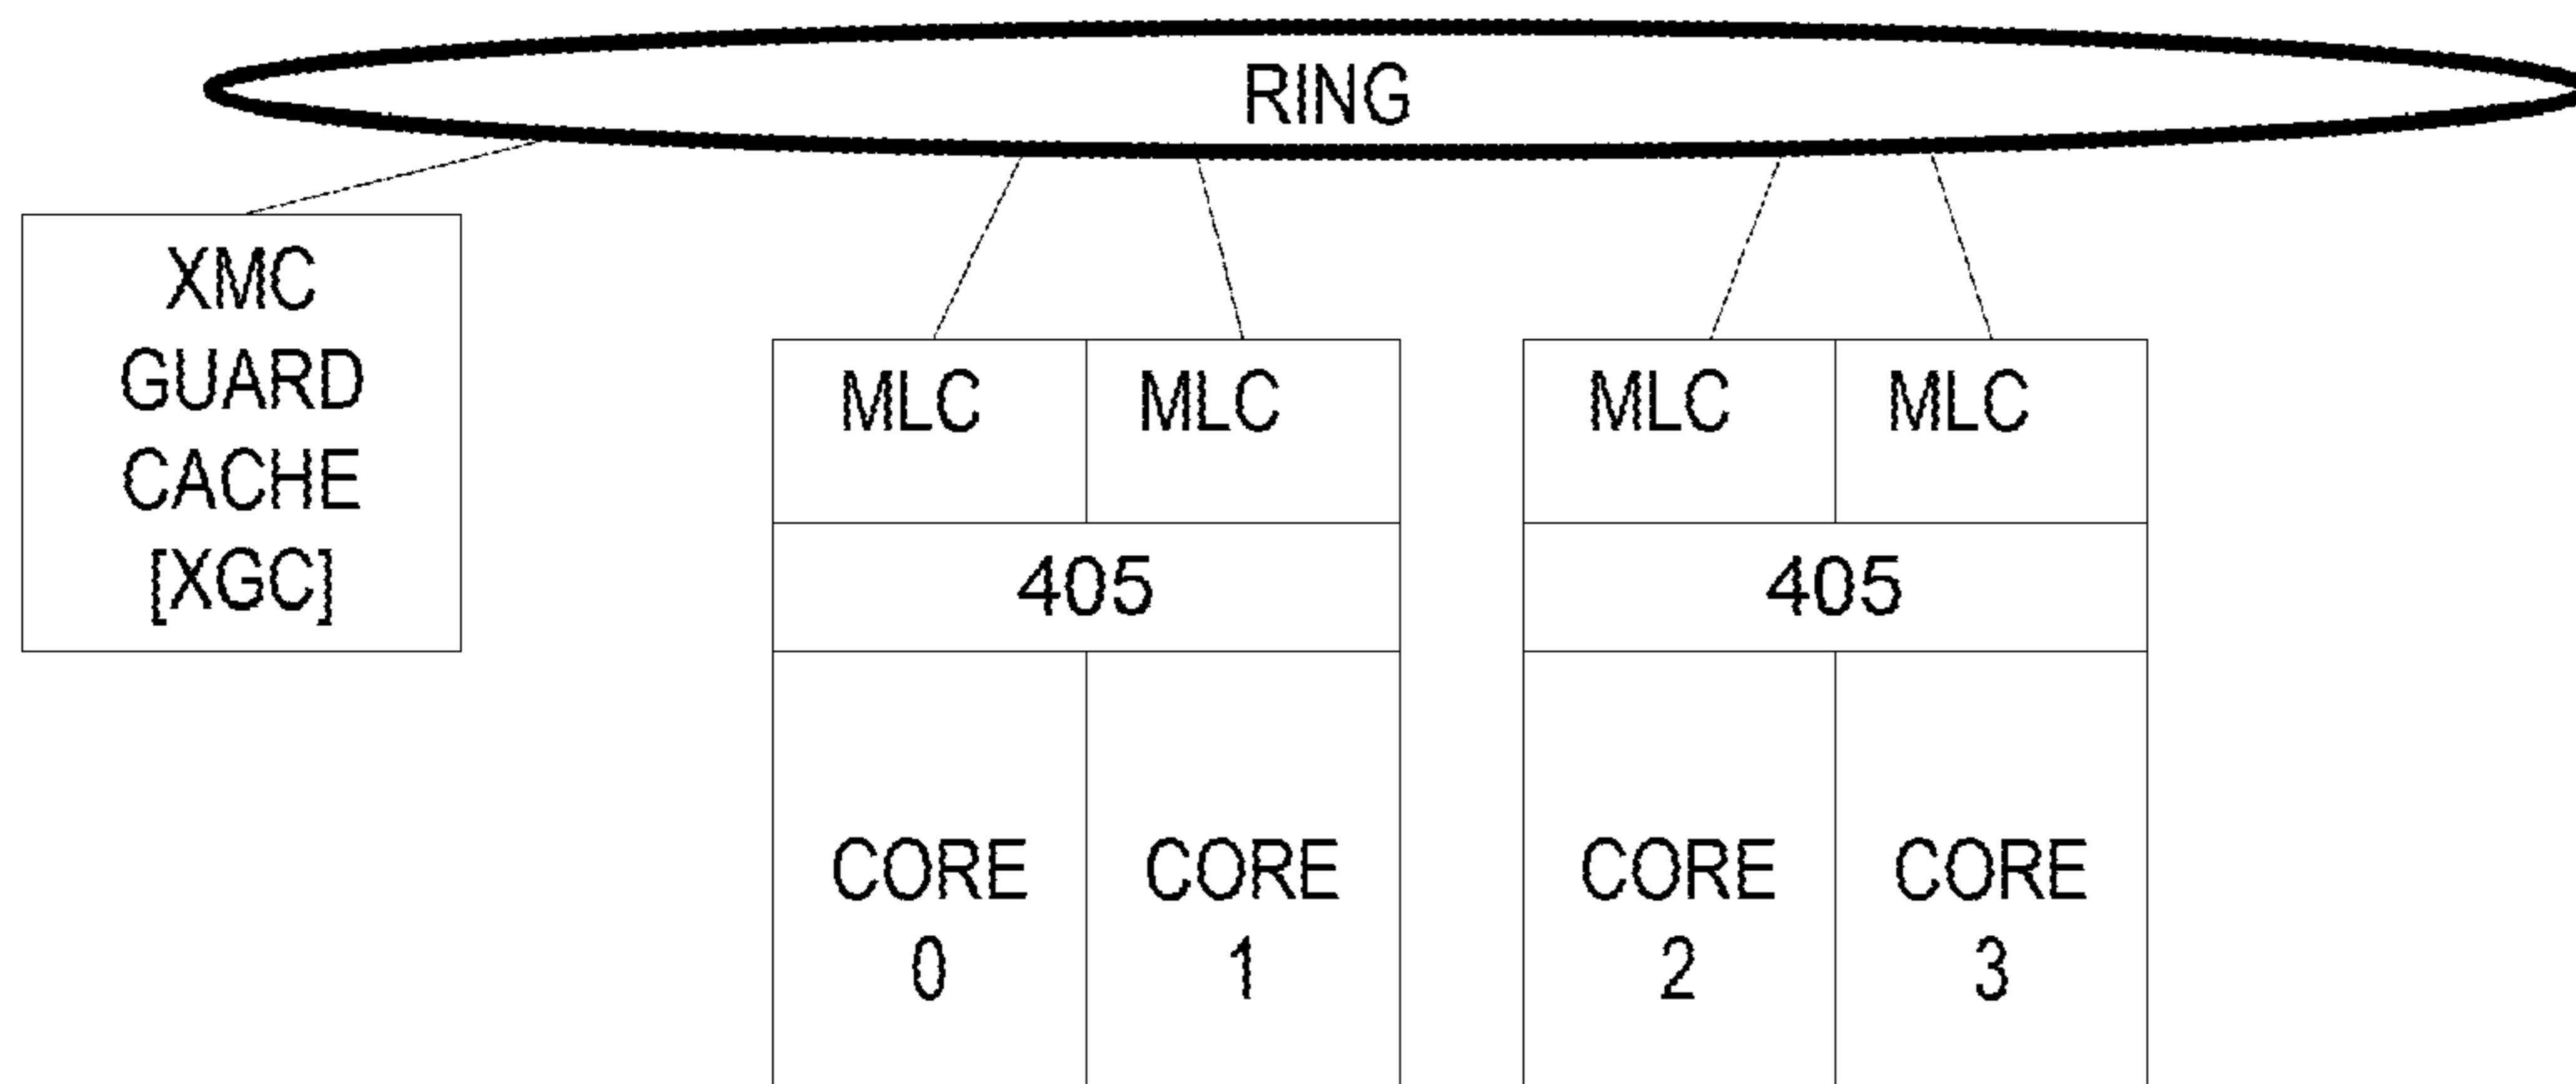 RING
XMC
GUARD
CACHE
[XGC]
MLC MLC MLC MLC
405 405
CORE CORE CORE CORE
0 1 2 3